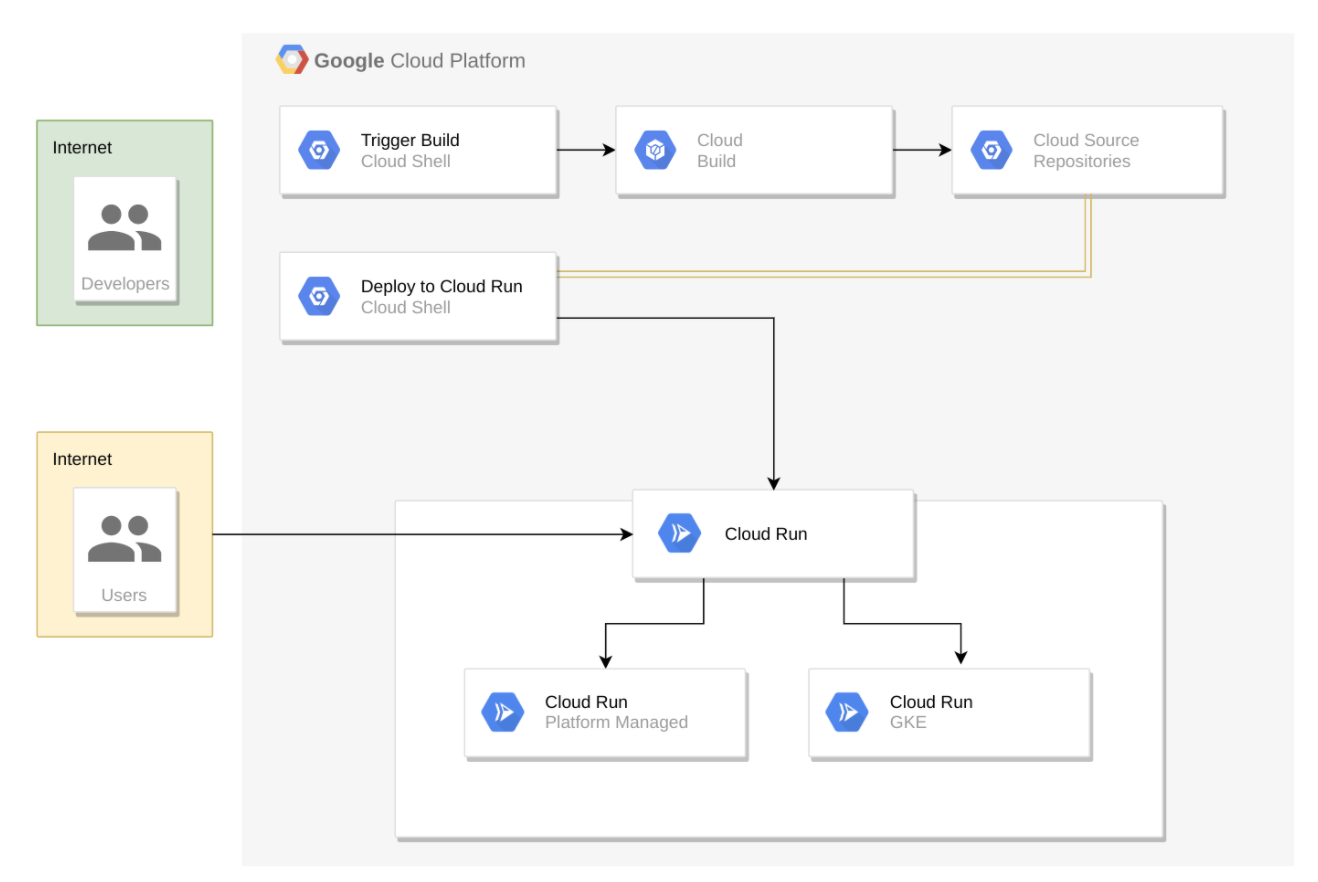 Google Cloud Platform
Internet
Developers
Trigger Build
Cloud Shell
Cloud
Build
Cloud Source
Repositories
Deploy to Cloud Run
Cloud Shell
Internet
Users
Cloud Run
Cloud Run
Platform Managed
Cloud Run
GKE